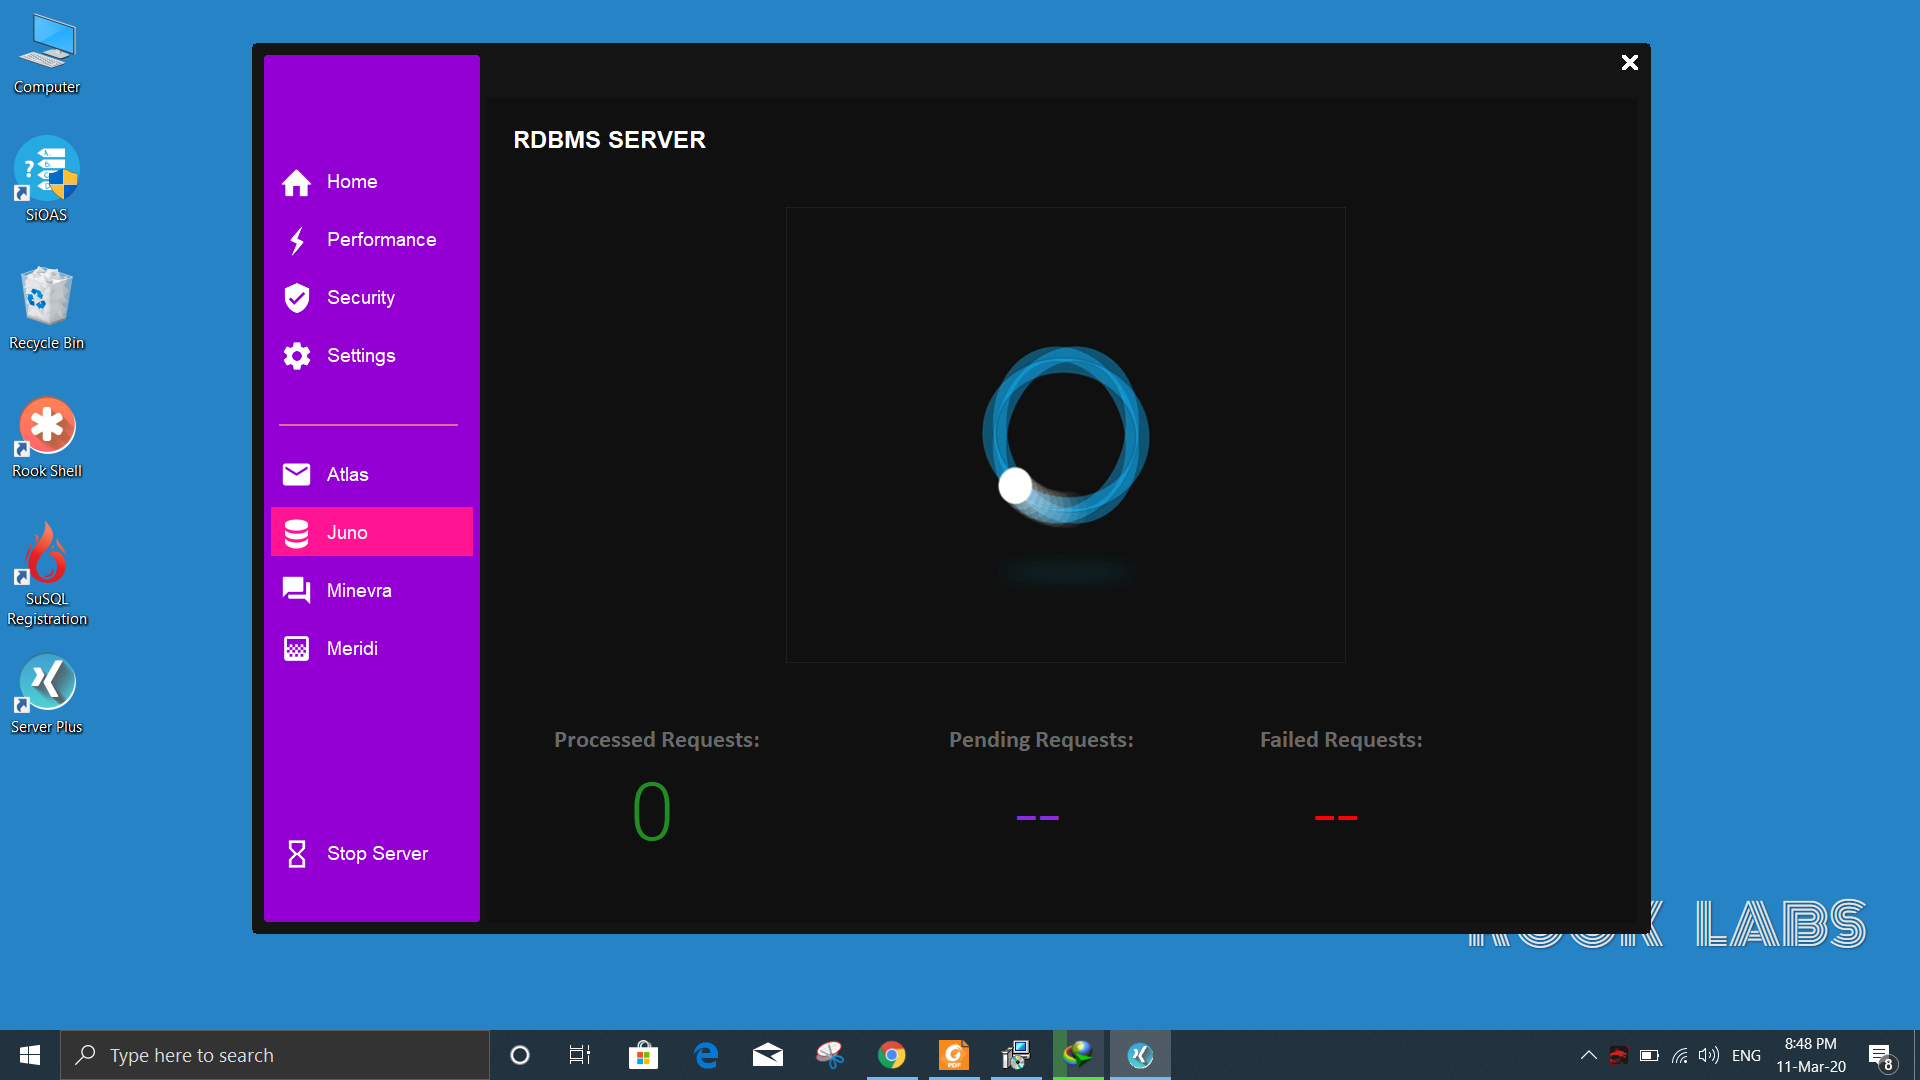 Computer
SiOAS
Recycle Bin
Rook Shell
SuSQL
Registration
Server Plus
Home
Performance
Security
Settings
Atlas
Juno
Minevra
Meridi
Stop Server
RDBMS SERVER
Processed Requests:
0
Pending Requests:
--
Failed Requests:
--
ROOK LABS
Type here to search
ENG
8:48 PM
11-Mar-20
8